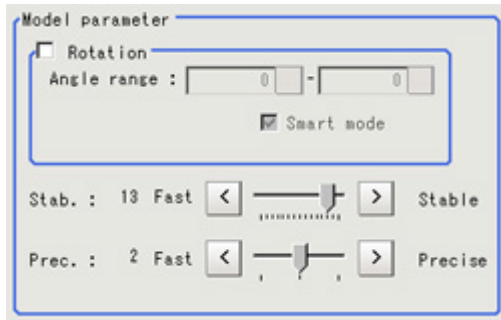 Model parameter
Rotation
Angle range : 0 - 0
Smart mode
Stab. : 13 Fast < > Stable
Prec. : 2 Fast < > Precise